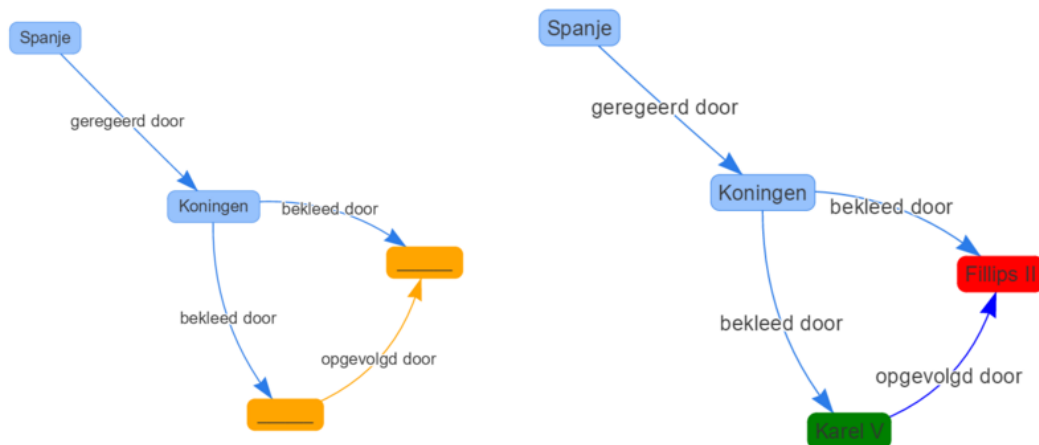 Spanje
geregeerd door
Koningen
bekleed door
bekleed door
opgevolgd door
Spanje
geregeerd door
Koningen
bekleed door
Fillips II
bekleed door
opgevolgd door
Karel V